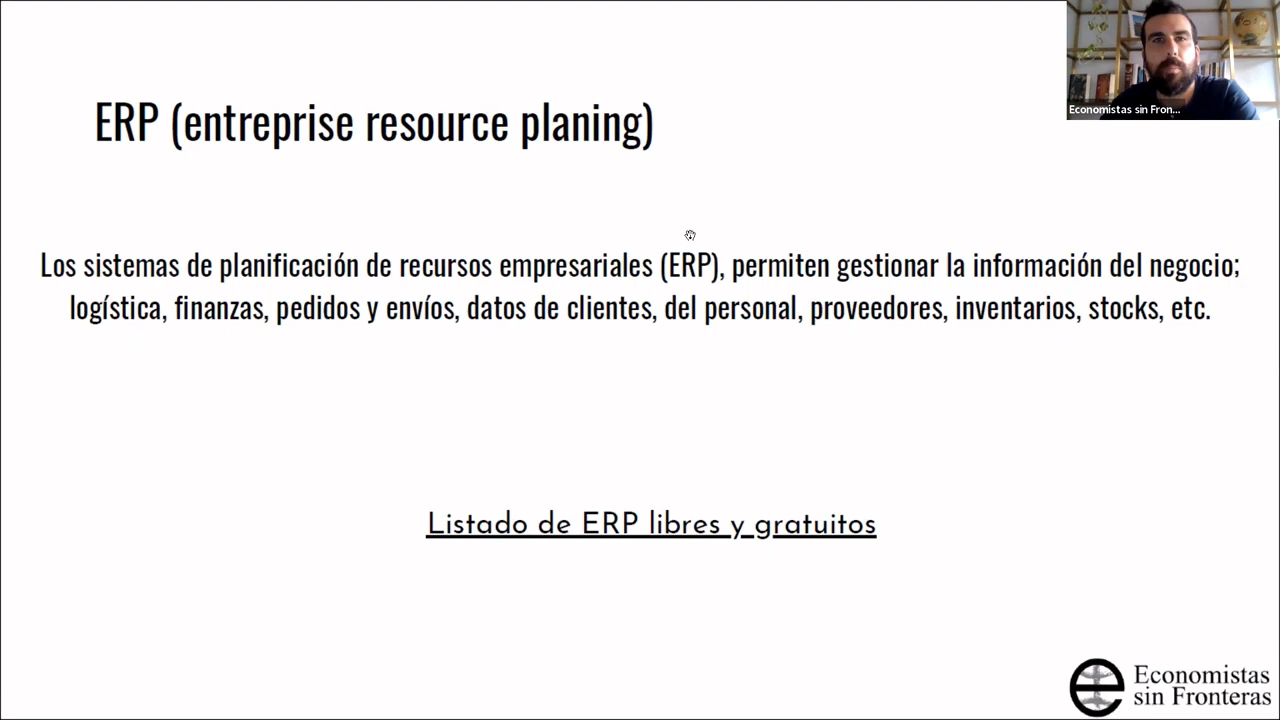 Economistas sin Fron...
ERP (entreprise resource planing)
Los sistemas de planificación de recursos empresariales (ERP), permiten gestionar la información del negocio;
logística, finanzas, pedidos y envíos, datos de clientes, del personal, proveedores, inventarios, stocks, etc.
Listado de ERP libres y gratuitos
Economistas
sin Fronteras